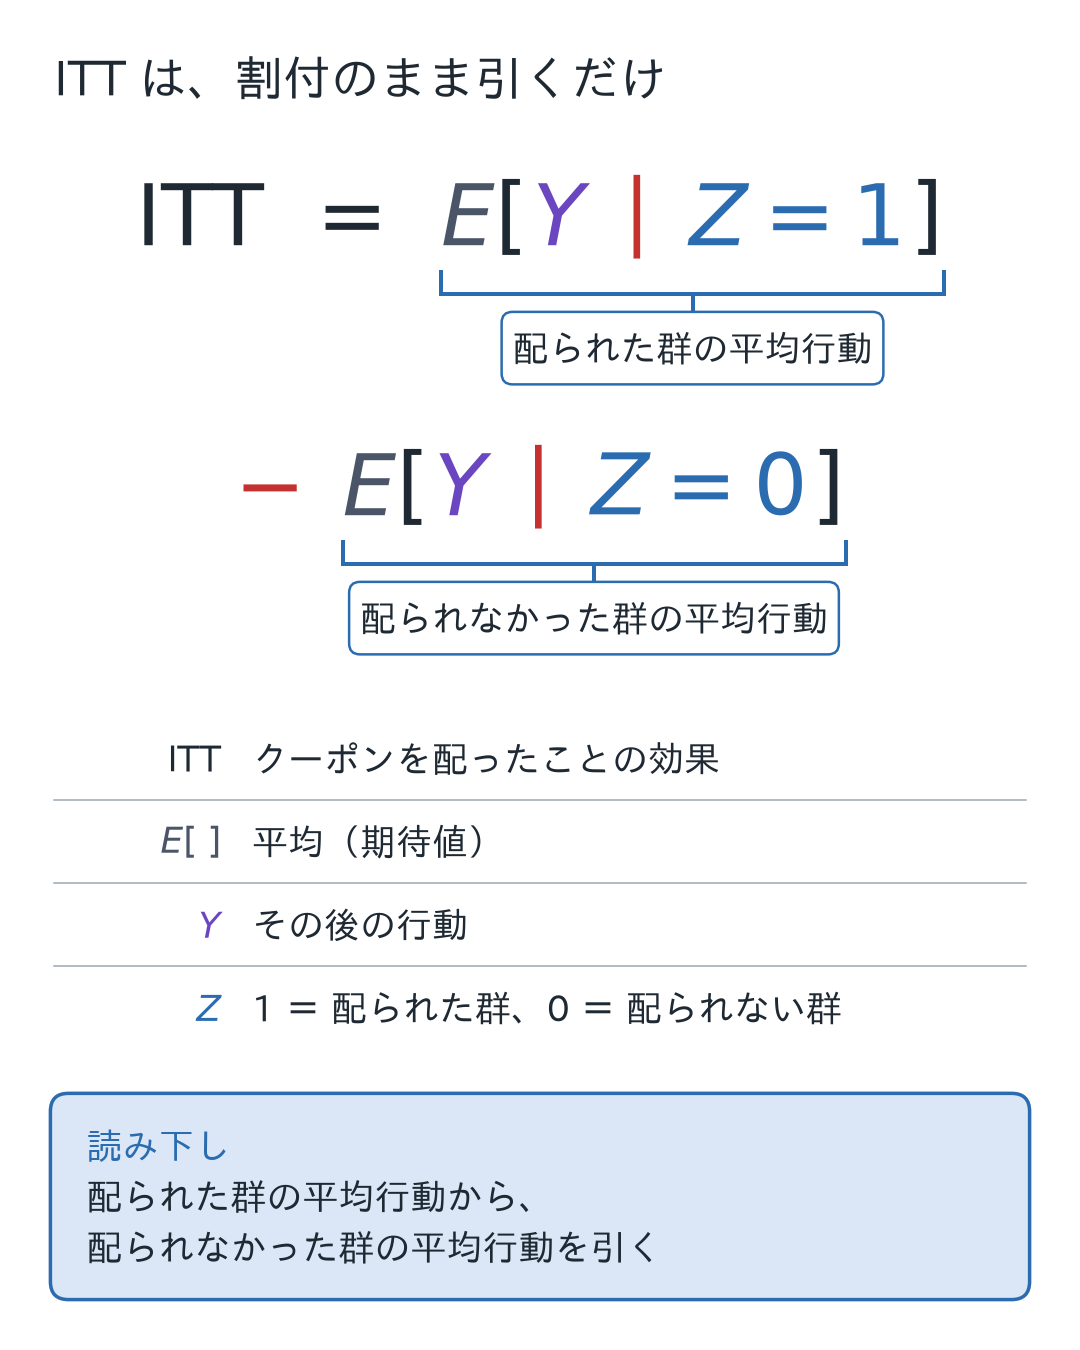 ITT は、割付のまま引くだけ
ITT = E[Y | Z = 1]
配られた群の平均行動
− E[Y | Z = 0]
配られなかった群の平均行動
ITT クーポンを配ったことの効果
E[ ] 平均（期待値）
Y その後の行動
Z 1 = 配られた群、0 = 配られない群
読み下し
配られた群の平均行動から、
配られなかった群の平均行動を引く